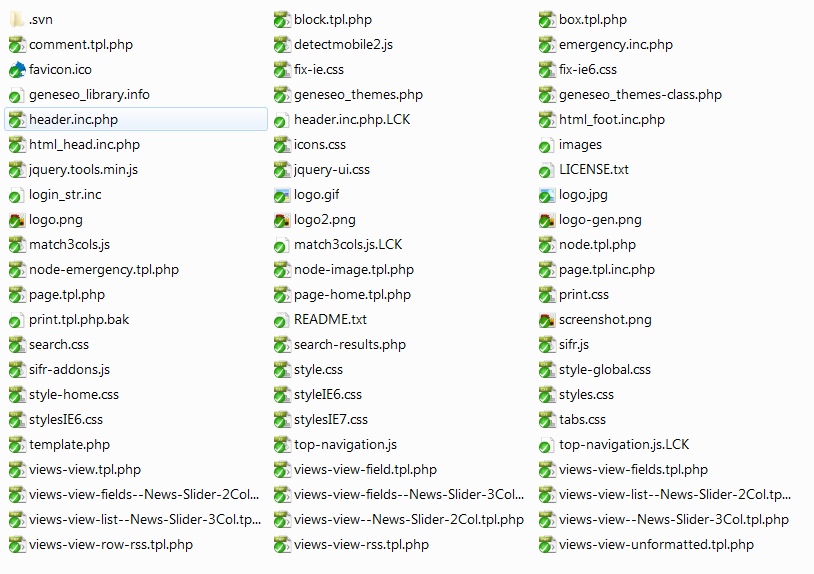 .svn block.tpl.php box.tpl.php
comment.tpl.php detectmobile2.js emergency.inc.php
favicon.ico fix-ie.css fix-ie6.css
geneseo_library.info geneseo_themes.php geneseo_themes-class.php
header.inc.php header.inc.php.LCK html_foot.inc.php
html_head.inc.php icons.css images
jquery.tools.min.js jquery-ui.css LICENSE.txt
login_str.inc logo.gif logo.jpg
logo.png logo2.png logo-gen.png
match3cols.js match3cols.js.LCK node.tpl.php
node-emergency.tpl.php node-image.tpl.php page.tpl.inc.php
page.tpl.php page-home.tpl.php print.css
print.tpl.php.bak README.txt screenshot.png
search.css search-results.php sifr.js
sifr-addons.js style.css style-global.css
style-home.css styleIE6.css styles.css
stylesIE6.css stylesIE7.css tabs.css
template.php top-navigation.js top-navigation.js.LCK
views-view.tpl.php views-view-field.tpl.php views-view-fields.tpl.php
views-view-fields--News-Slider-2Col... views-view-fields--News-Slider-3Col... views-view-list--News-Slider-2Col.tp...
views-view-list--News-Slider-3Col.tp... views-view--News-Slider-2Col.tpl.php views-view--News-Slider-3Col.tpl.php
views-view-row-rss.tpl.php views-view-rss.tpl.php views-view-unformatted.tpl.php